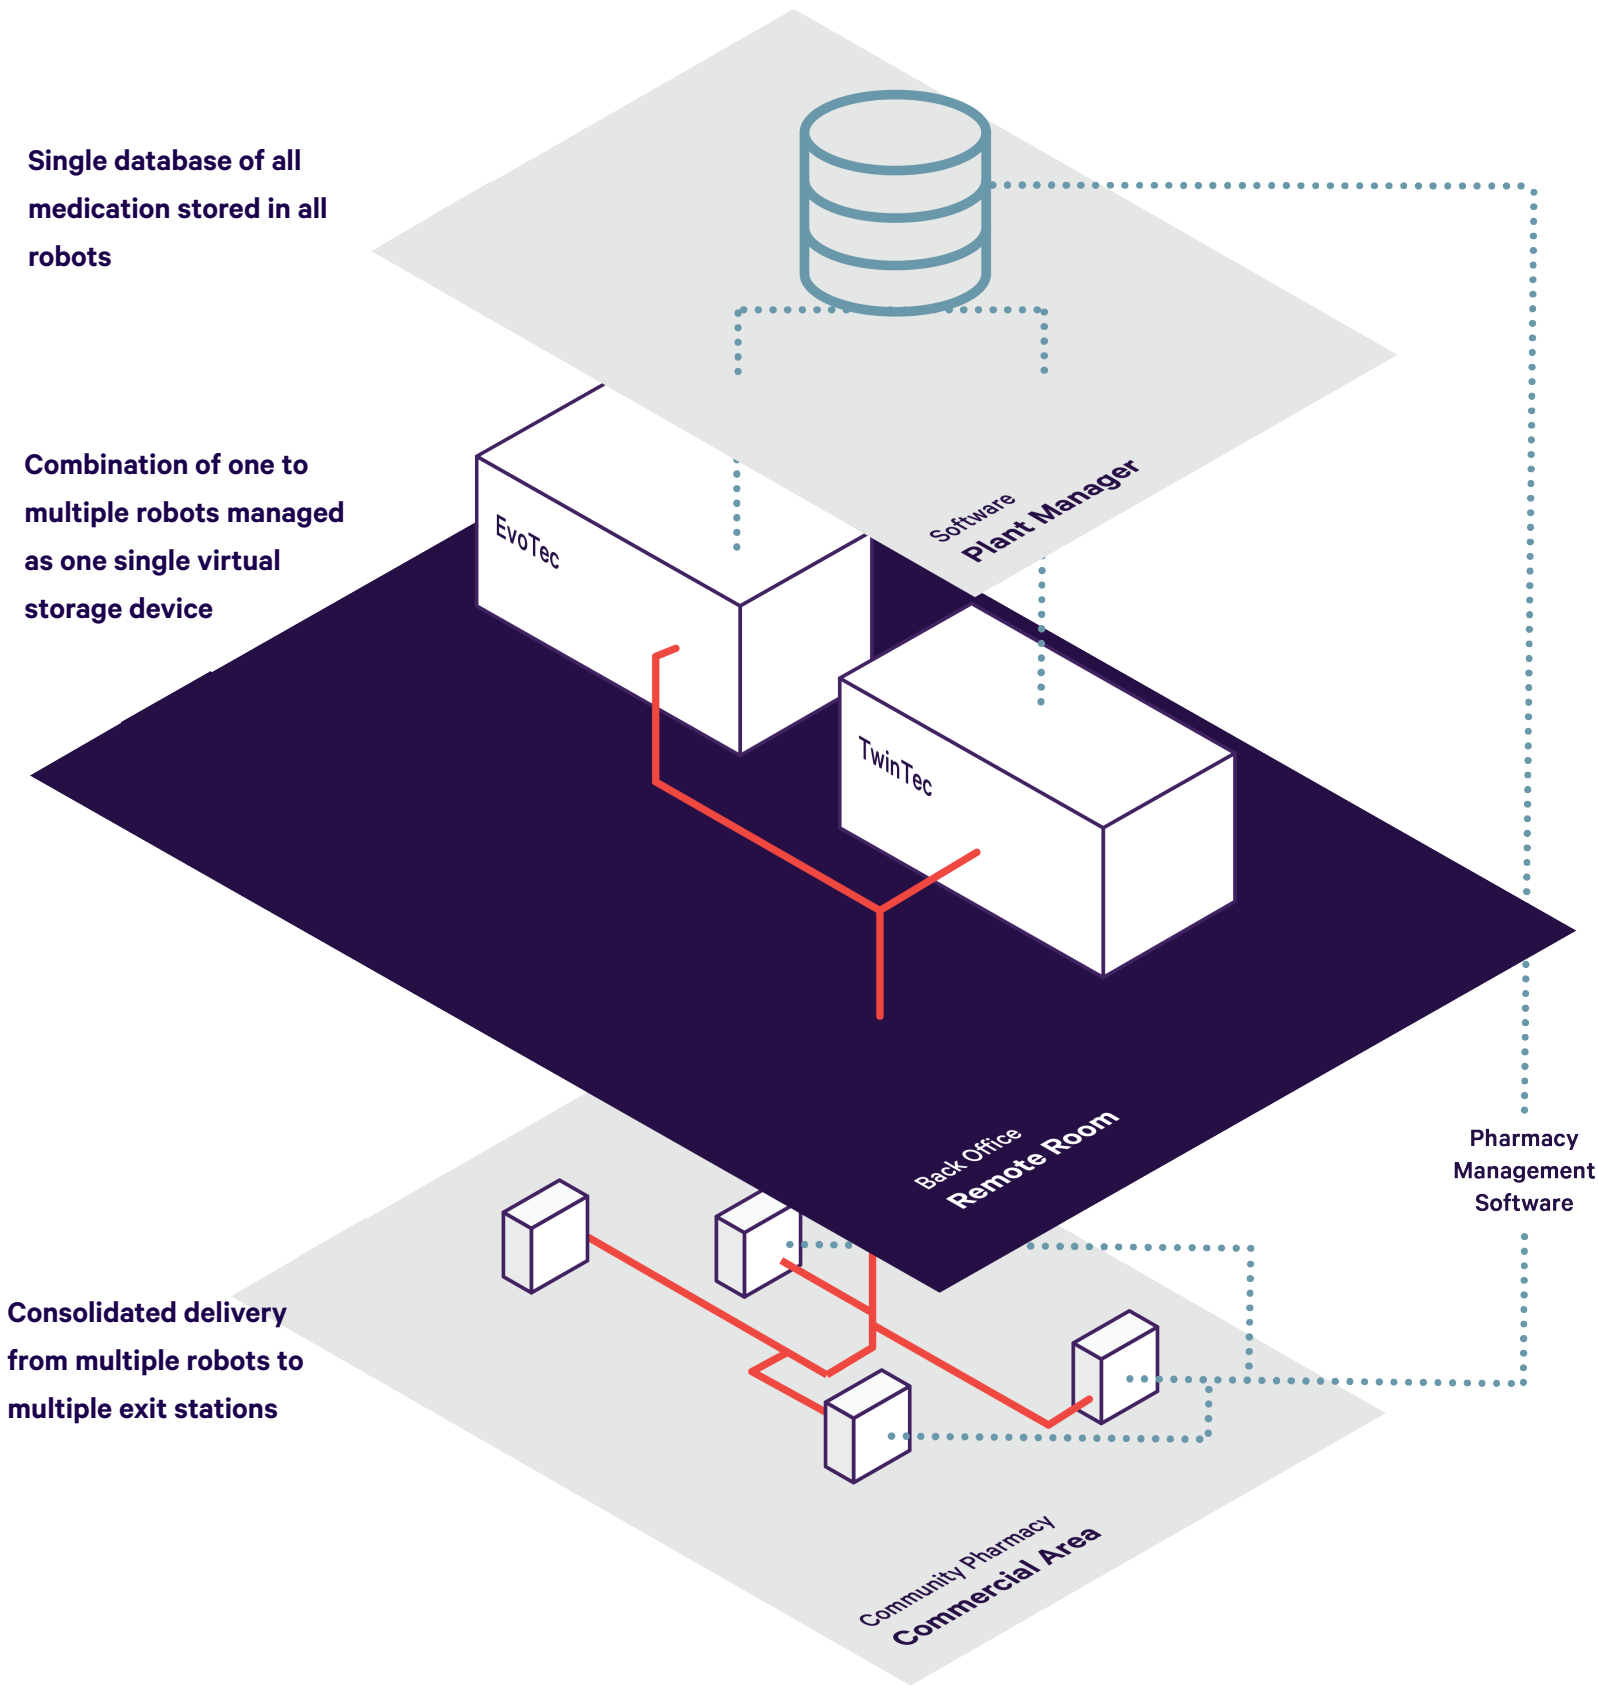 Single database of all
medication stored in all
robots
Software
Plant Manager
Combination of one to
multiple robots managed
as one single virtual
storage device
EvoTec
TwinTec
Back Office
Remote Room
Pharmacy
Management
Software
Consolidated delivery
from multiple robots to
multiple exit stations
Community Pharmacy
Commercial Area